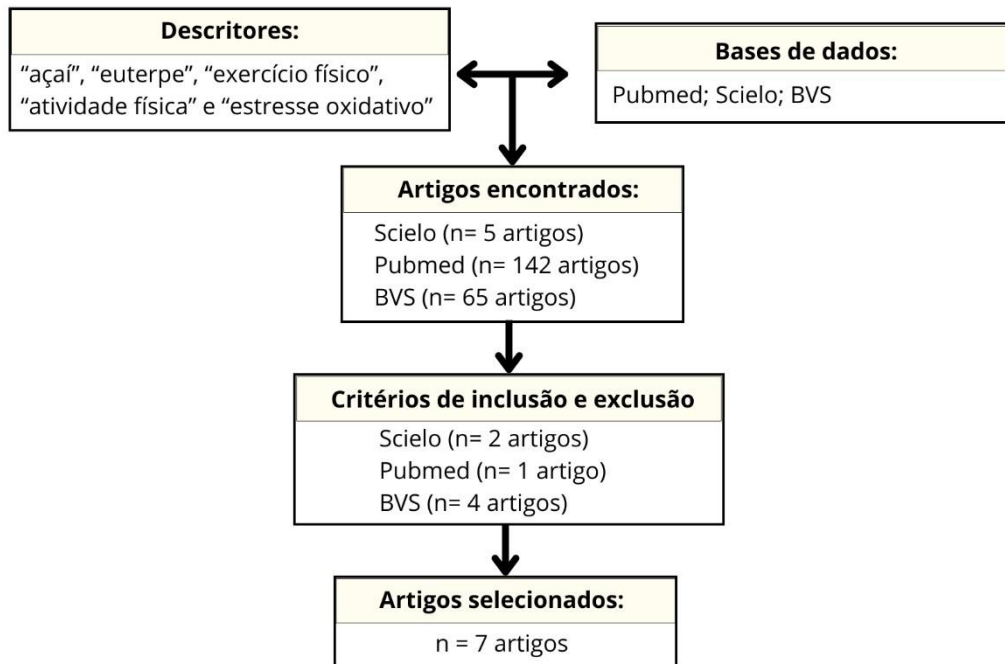 Descritores:
“açaí”, “euterpe”, “exercício físico”,
“atividade física” e “estresse oxidativo”
Bases de dados:
Pubmed; Scielo; BVS
Artigos encontrados:
Scielo (n= 5 artigos)
Pubmed (n= 142 artigos)
BVS (n= 65 artigos)
Critérios de inclusão e exclusão
Scielo (n= 2 artigos)
Pubmed (n= 1 artigo)
BVS (n= 4 artigos)
Artigos selecionados:
n = 7 artigos